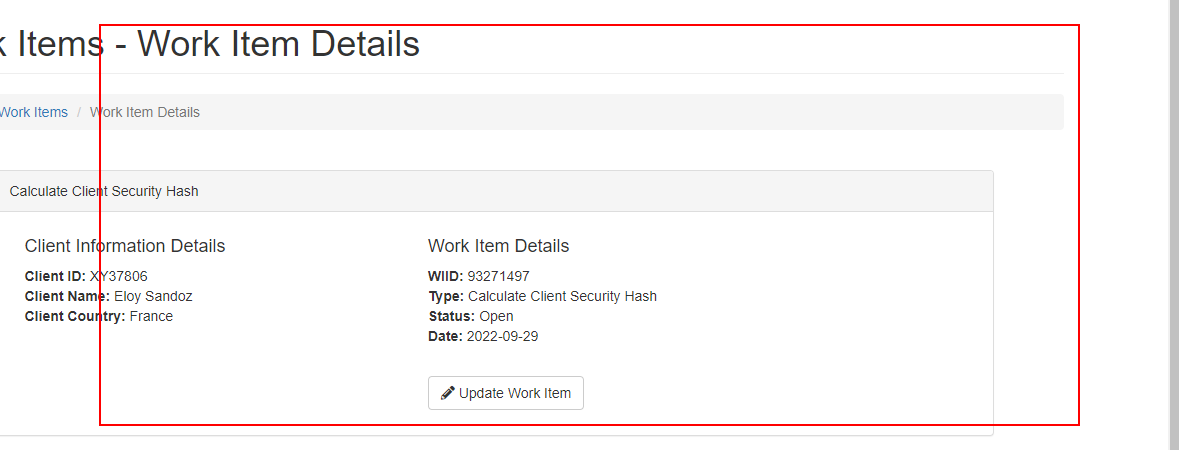 Items - Work Item Details
Work Items / Work Item Details
Calculate Client Security Hash
Client Information Details
Client ID: XY37806
Client Name: Eloy Sandoz
Client Country: France
Work Item Details
WIID: 93271497
Type: Calculate Client Security Hash
Status: Open
Date: 2022-09-29
Update Work Item